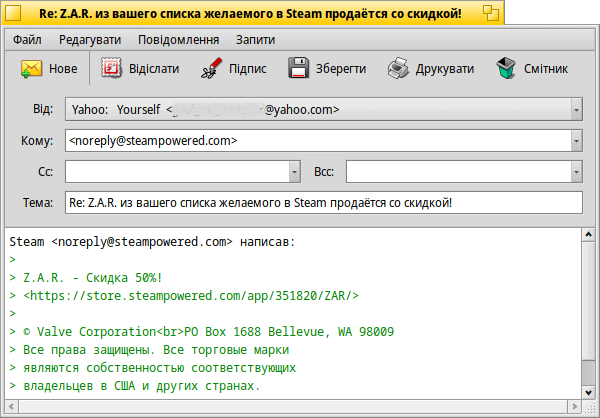 Re: Z.A.R. из вашего списка желаемого в Steam продаётся со скидкой!
Файл Редагувати Повідомлення Запити
Нове Відіслати Підпис Зберегти Друкувати Смітник
Від: Yahoo: Yourself < @yahoo.com>
Кому: <noreply@steampowered.com>
Сс: Bcc:
Тема: Re: Z.A.R. из вашего списка желаемого в Steam продаётся со скидкой!
Steam <noreply@steampowered.com> написав:
>
> Z.A.R. - Скидка 50%!
> <https://store.steampowered.com/app/351820/ZAR/>
>
> © Valve Corporation<br>PO Box 1688 Bellevue, WA 98009
> Все права защищены. Все торговые марки
> являются собственностью соответствующих
> владельцев в США и других странах.